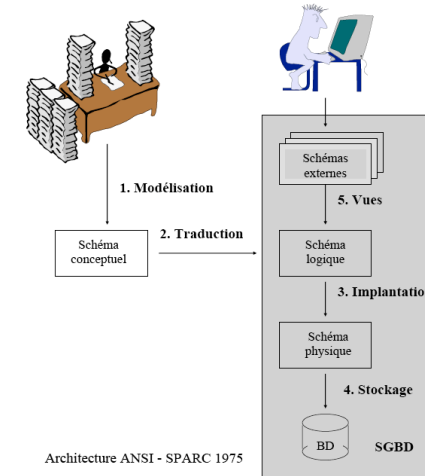 Schémas
externes
1. Modélisation
5. Vues
2. Traduction
Schéma
conceptuel
Schéma
logique
3. Implantatio
Schéma
physique
4. Stockage
BD
SGBD
Architecture ANSI - SPARC 1975